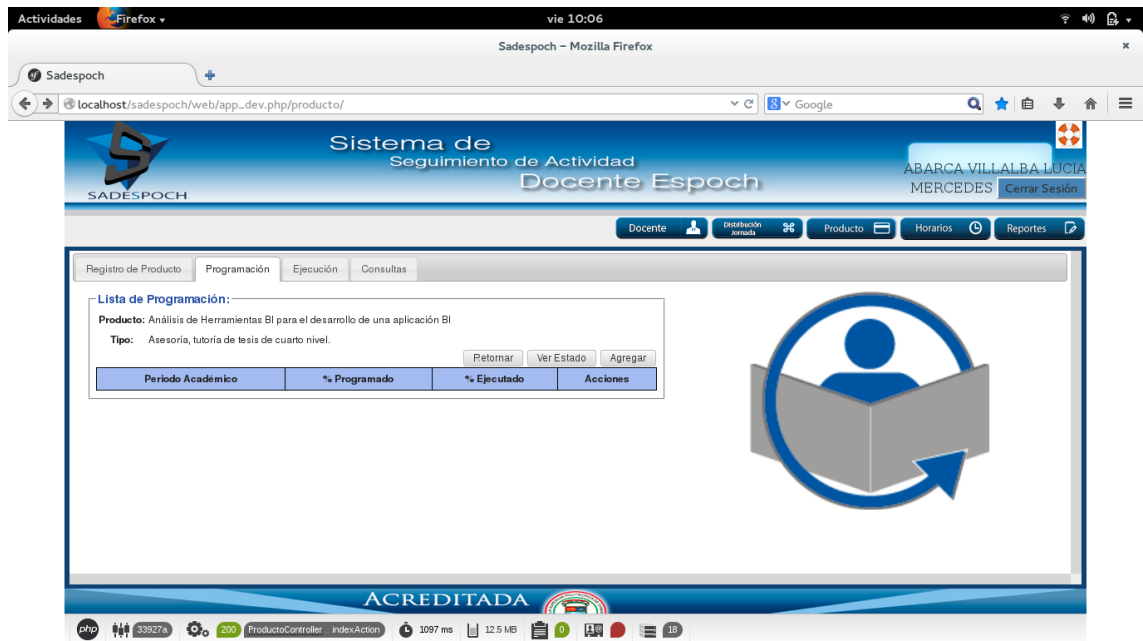 Actividades Firefox vie 10:06
Sadespoch – Mozilla Firefox x
Sadespoch
localhost/sadespoch/web/app_dev.php/producto/ 8 Google
SADESPOCH
Sistema de
Seguimiento de Actividad
Docente Espoch
ABARCA VILLALBA LUCIA
MERCEDES Cerrar Sesión
Docente Distribución Jornada Producto Horarios Reportes
Registro de Producto Programación Ejecución Consultas
Lista de Programación:
Producto: Análisis de Herramientas BI para el desarrollo de una aplicación BI
Tipo: Asesoría, tutoría de tesis de cuarto nivel.
Retornar Ver Estado Agregar
Periodo Académico % Programado % Ejecutado Acciones
ACREDITADA
php 33927a 200 ProductoController :: indexAction 1097 ms 12.5 MB 0 18